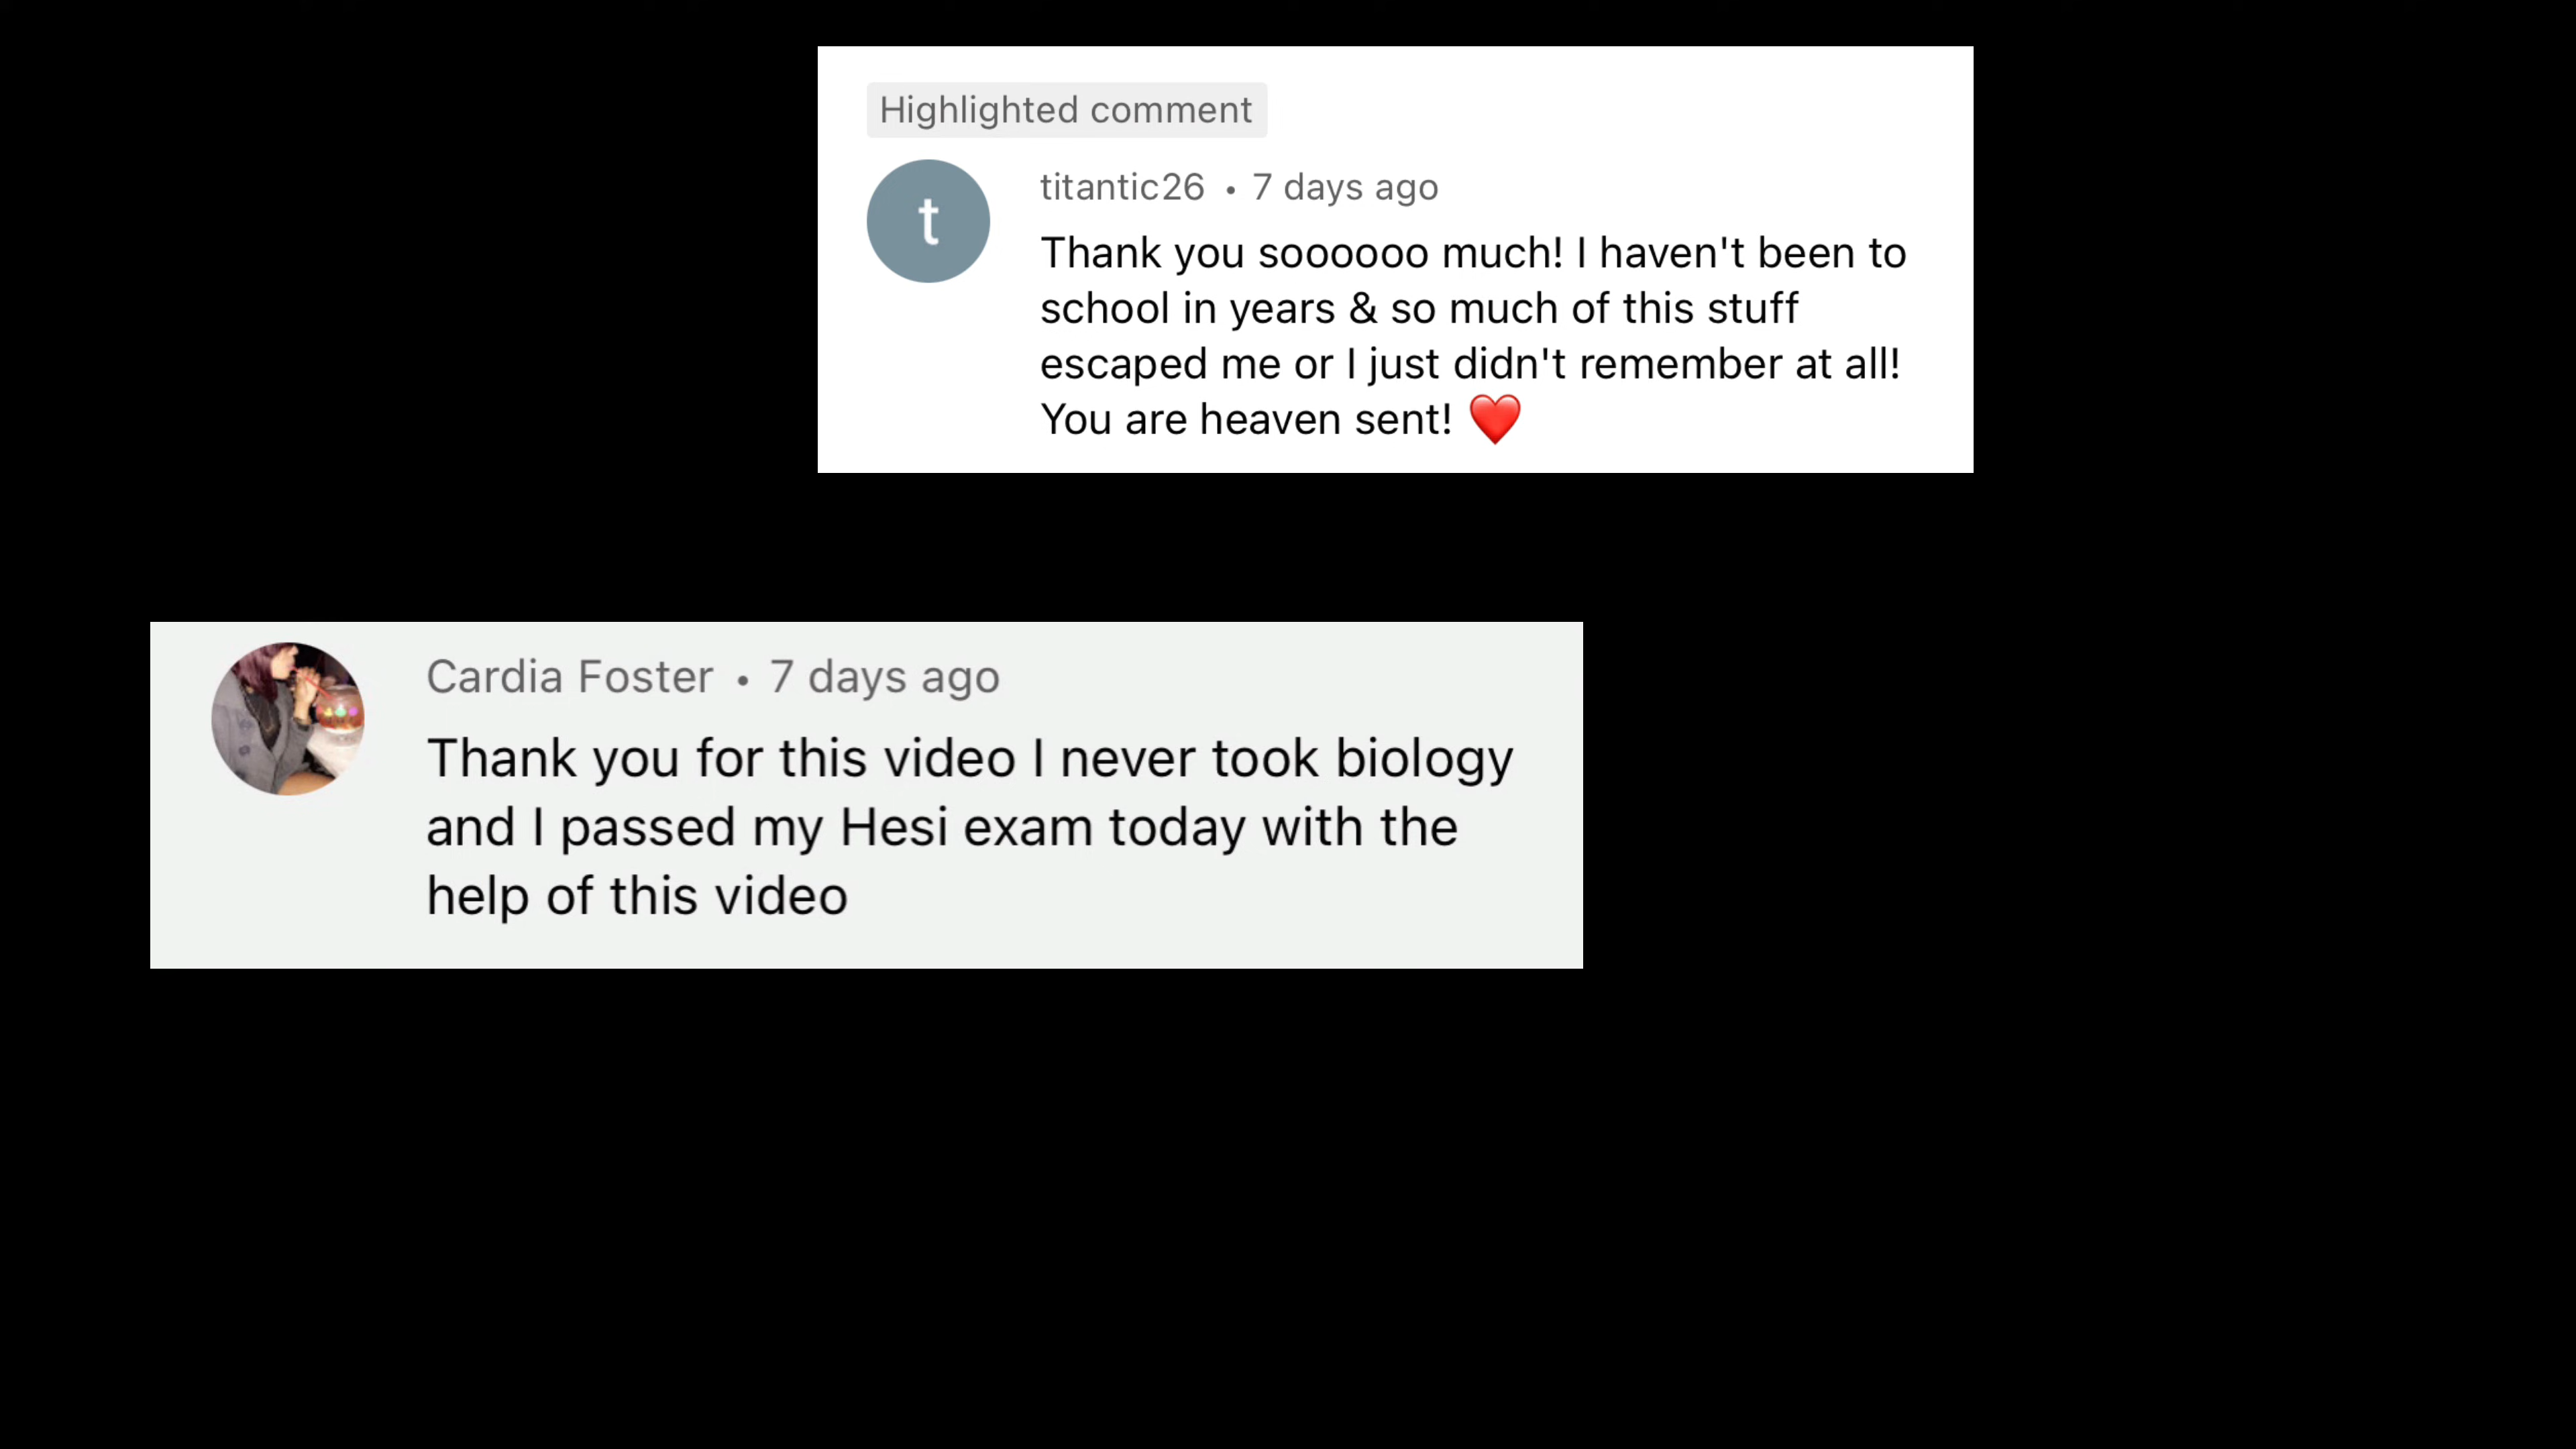 Highlighted comment
t
titantic26 • 7 days ago
Thank you soooooo much! I haven't been to
school in years & so much of this stuff
escaped me or I just didn't remember at all!
You are heaven sent! ❤️
Cardia Foster • 7 days ago
Thank you for this video I never took biology
and I passed my Hesi exam today with the
help of this video